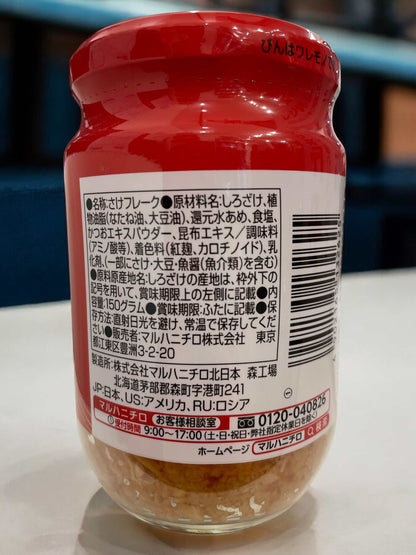 びんはワレモノ
●名称:さけフレーク●原材料名:しろざけ、植
物油脂(なたね油、大豆油)、還元水あめ、食塩、
かつおエキスパウダー、昆布エキス/調味料
(アミノ酸等)、着色料(紅麹、カロチノイド)、乳
化剤、(一部にさけ・大豆・魚醤(魚介類)を含む)
●原料原産地名:しろざけの産地は、枠外下の
記号を用いて、賞味期限の左側に記載●内
容量:150グラム●賞味期限:ふたに記載●保
存方法:直射日光を避け、常温で保存してくだ
さい●販売者:マルハニチロ株式会社 東京
都江東区豊洲3-2-20
製造所:株式会社マルハニチロ北日本 森工場
北海道茅部郡森町字港町241
JP:日本、US:アメリカ、RU:ロシア
マルハニチロ お客様相談室 0120-040826
受付時間 9:00~17:00(土・日・祝日・弊社指定休業日を除く)
ホームページ マルハニチロ 検索